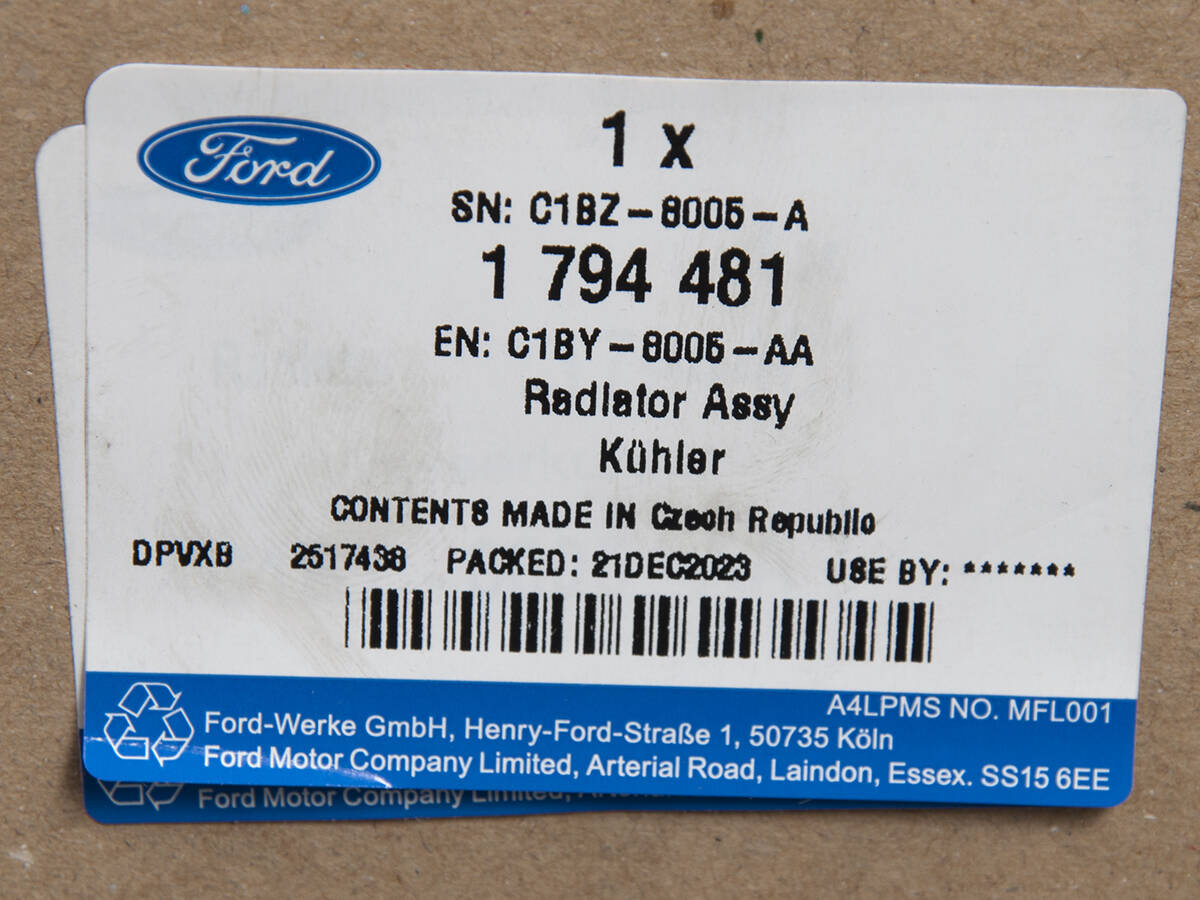 Ford
1 x
SN: C1BZ-8005-A
1 794 481
EN: C1BY-8005-AA
Radiator Assy
Kühler
CONTENTS MADE IN Czech Republic
DPVXB 2517438 PACKED: 21DEC2023 USE BY: *******
A4LPMS NO. MFL001
Ford-Werke GmbH, Henry-Ford-Straße 1, 50735 Köln
Ford Motor Company Limited, Arterial Road, Laindon, Essex. SS15 6EE
Ford Motor Company Limited,